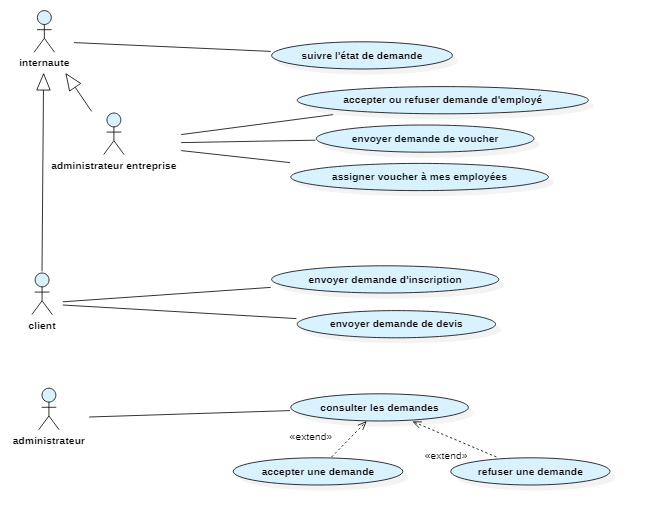 internaute
suivre l'état de demande
accepter ou refuser demande d'employé
envoyer demande de voucher
administrateur entreprise
assigner voucher à mes employées
envoyer demande d'inscription
client
envoyer demande de devis
consulter les demandes
administrateur
«extend»
«extend»
accepter une demande
refuser une demande